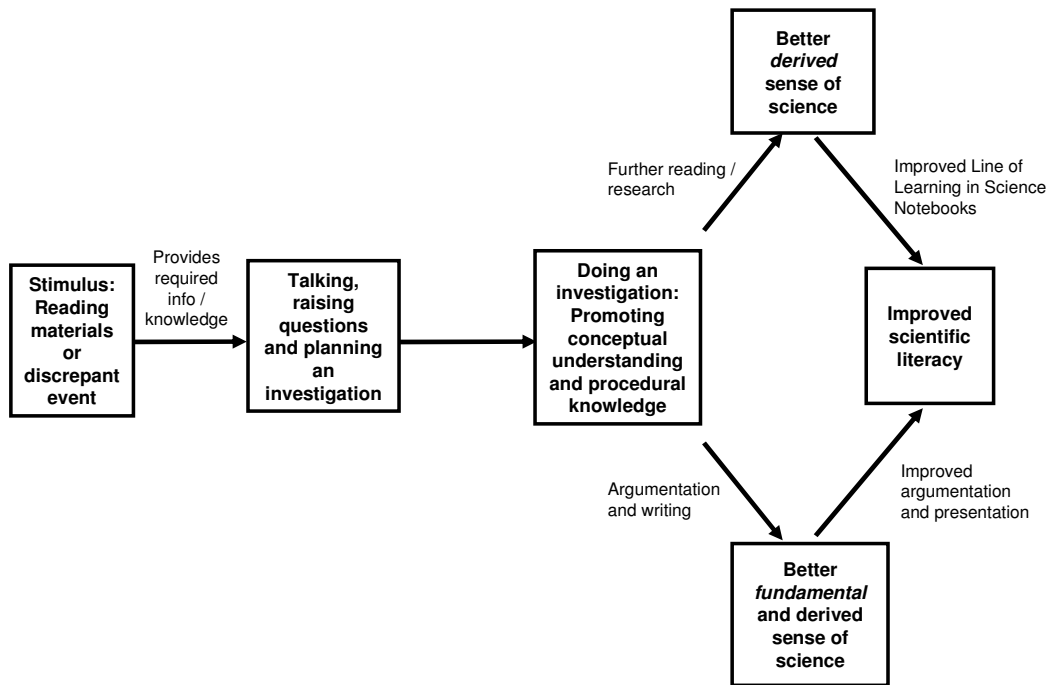 Stimulus:
Reading
materials
or
discrepant
event
Provides
required
info /
knowledge
Talking,
raising
questions
and planning
an
investigation
Doing an
investigation:
Promoting
conceptual
understanding
and procedural
knowledge
Further reading /
research
Better
derived
sense of
science
Improved Line of
Learning in Science
Notebooks
Argumentation
and writing
Better
fundamental
and derived
sense of
science
Improved
argumentation
and presentation
Improved
scientific
literacy